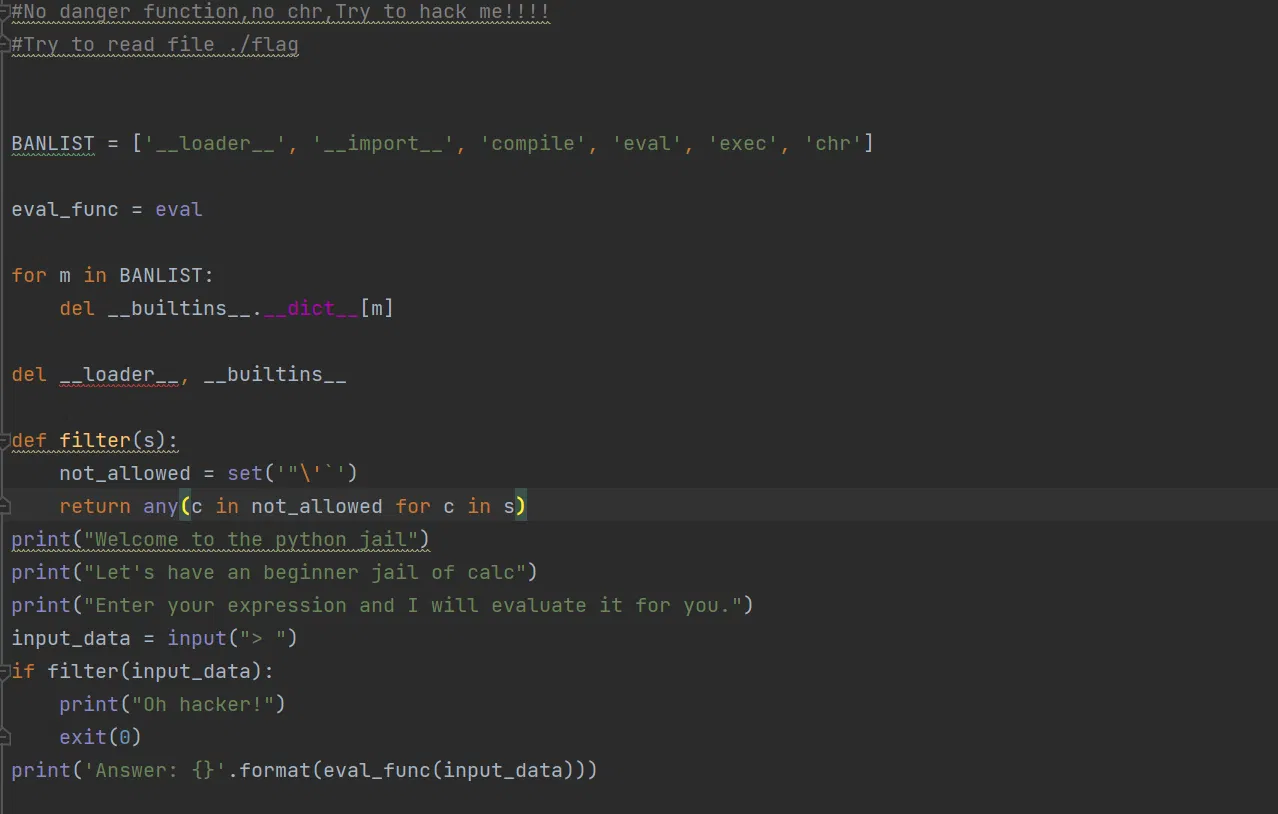 #No danger function,no chr,Try to hack me!!!!
#Try to read file ./flag
BANLIST = ['__loader__', '__import__', 'compile', 'eval', 'exec', 'chr']
eval_func = eval
for m in BANLIST:
    del __builtins__.__dict__[m]
del __loader__, __builtins__
def filter(s):
    not_allowed = set('"\'`')
    return any(c in not_allowed for c in s)
print("Welcome to the python jail")
print("Let's have an beginner jail of calc")
print("Enter your expression and I will evaluate it for you.")
input_data = input("> ")
if filter(input_data):
    print("Oh hacker!")
    exit(0)
print('Answer: {}'.format(eval_func(input_data)))